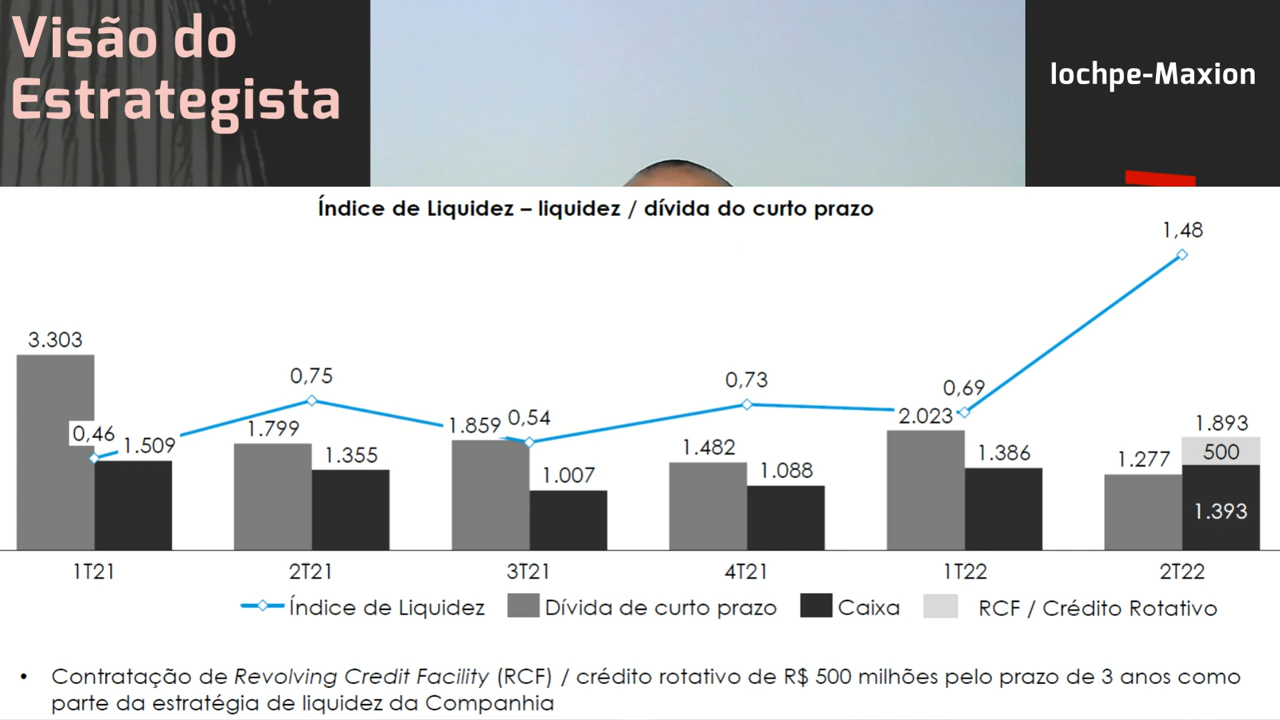 Visão do
Estrategista
Iochpe-Maxion
Índice de Liquidez – liquidez / dívida do curto prazo
1,48
3.303
0,75
0,73
0,69
0,46
1.509
1.799
1.355
1.859
0,54
1.007
1.482
1.088
2.023
1.386
1.277
1.893
500
1.393
1T21
2T21
3T21
4T21
1T22
2T22
Índice de Liquidez
Dívida de curto prazo
Caixa
RCF / Crédito Rotativo
• Contratação de Revolving Credit Facility (RCF) / crédito rotativo de R$ 500 milhões pelo prazo de 3 anos como
parte da estratégia de liquidez da Companhia